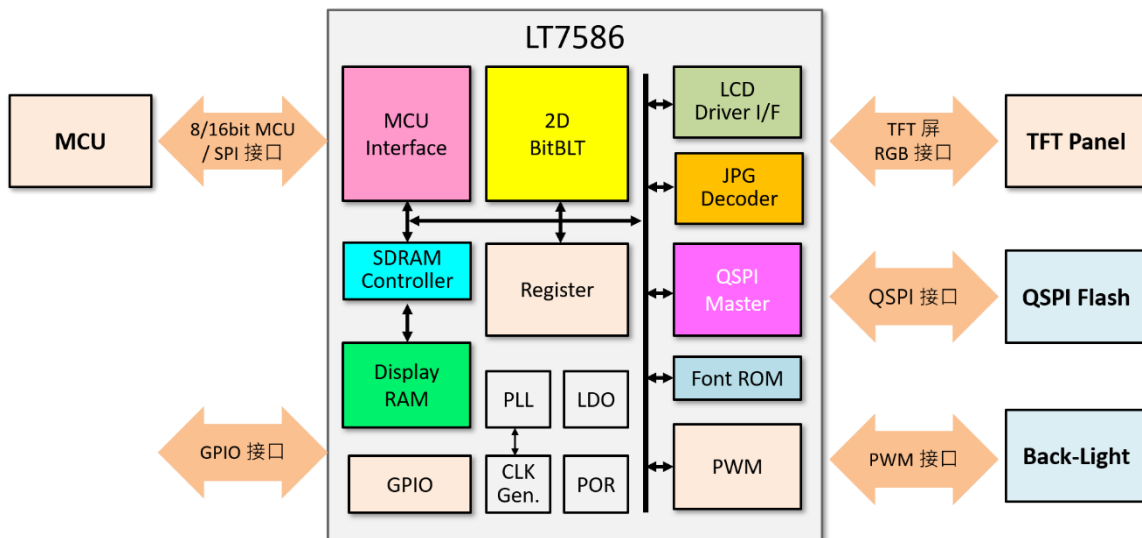 LT7586
MCU
8/16bit MCU
/ SPI 接口
MCU
Interface
2D
BitBLT
LCD
Driver I/F
TFT 屏
RGB 接口
TFT Panel
JPG
Decoder
SDRAM
Controller
Register
QSPI
Master
QSPI 接口
QSPI Flash
Display
RAM
PLL
LDO
Font ROM
GPIO 接口
GPIO
CLK
Gen.
POR
PWM
PWM 接口
Back-Light